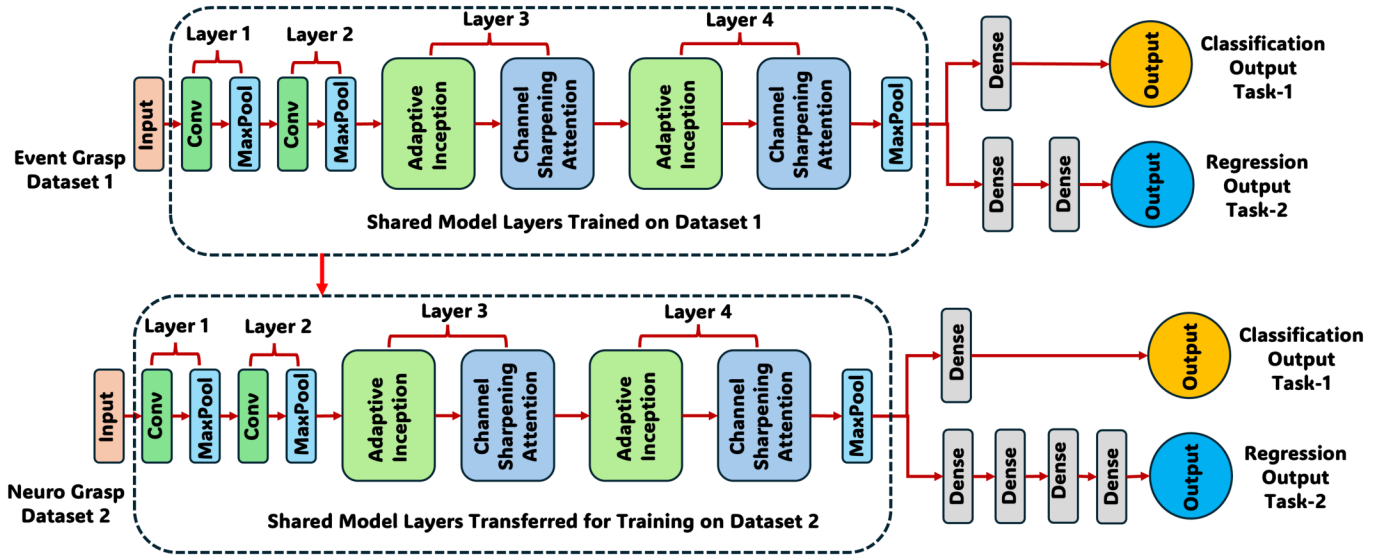 Layer 1
Layer 2
Layer 3
Layer 4
Input
Conv
MaxPool
Conv
MaxPool
Adaptive
Inception
Channel
Sharpening
Attention
Adaptive
Inception
Channel
Sharpening
Attention
MaxPool
Dense
Output
Classification
Output
Task-1
Dense
Dense
Output
Regression
Output
Task-2
Event Grasp
Dataset 1
Shared Model Layers Trained on Dataset 1
Layer 1
Layer 2
Layer 3
Layer 4
Input
Conv
MaxPool
Conv
MaxPool
Adaptive
Inception
Channel
Sharpening
Attention
Adaptive
Inception
Channel
Sharpening
Attention
MaxPool
Dense
Output
Classification
Output
Task-1
Dense
Dense
Dense
Dense
Output
Regression
Output
Task-2
Neuro Grasp
Dataset 2
Shared Model Layers Transferred for Training on Dataset 2